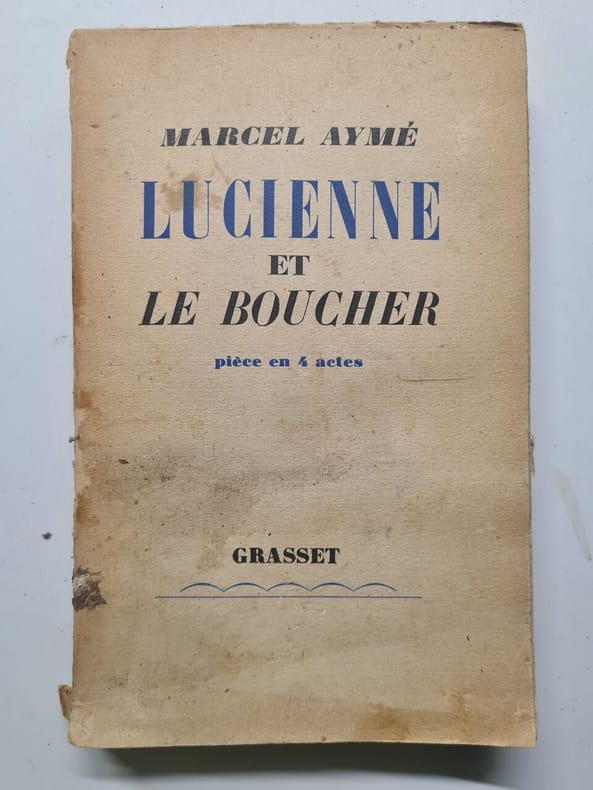 MARCEL AYMÉ
LUCIENNE
ET
LE BOUCHER
pièce en 4 actes
GRASSET